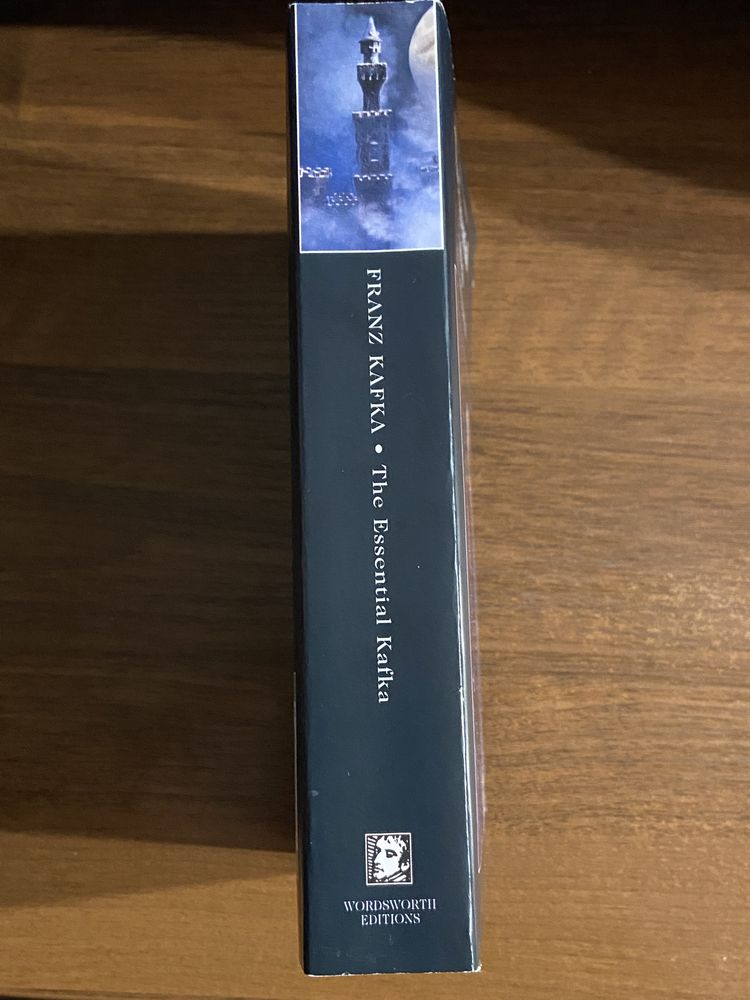 FRANZ KAFKA • The Essential Kafka
WORDSWORTH
EDITIONS